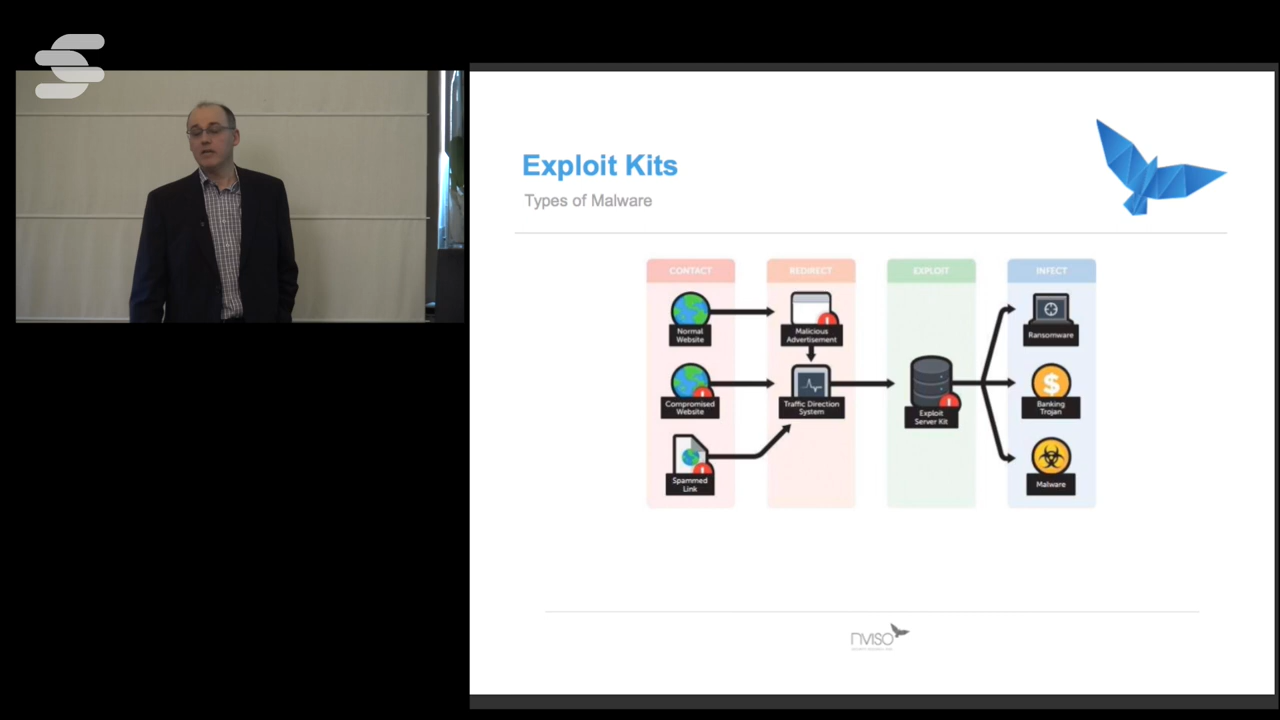 Exploit Kits
Types of Malware
CONTACT
REDIRECT
EXPLOIT
INFECT
Normal
Website
Malicious
Advertisement
Ransomware
Compromised
Website
Traffic Direction
System
Exploit
Server Kit
Banking
Trojan
Spammed
Link
Malware
NVISO